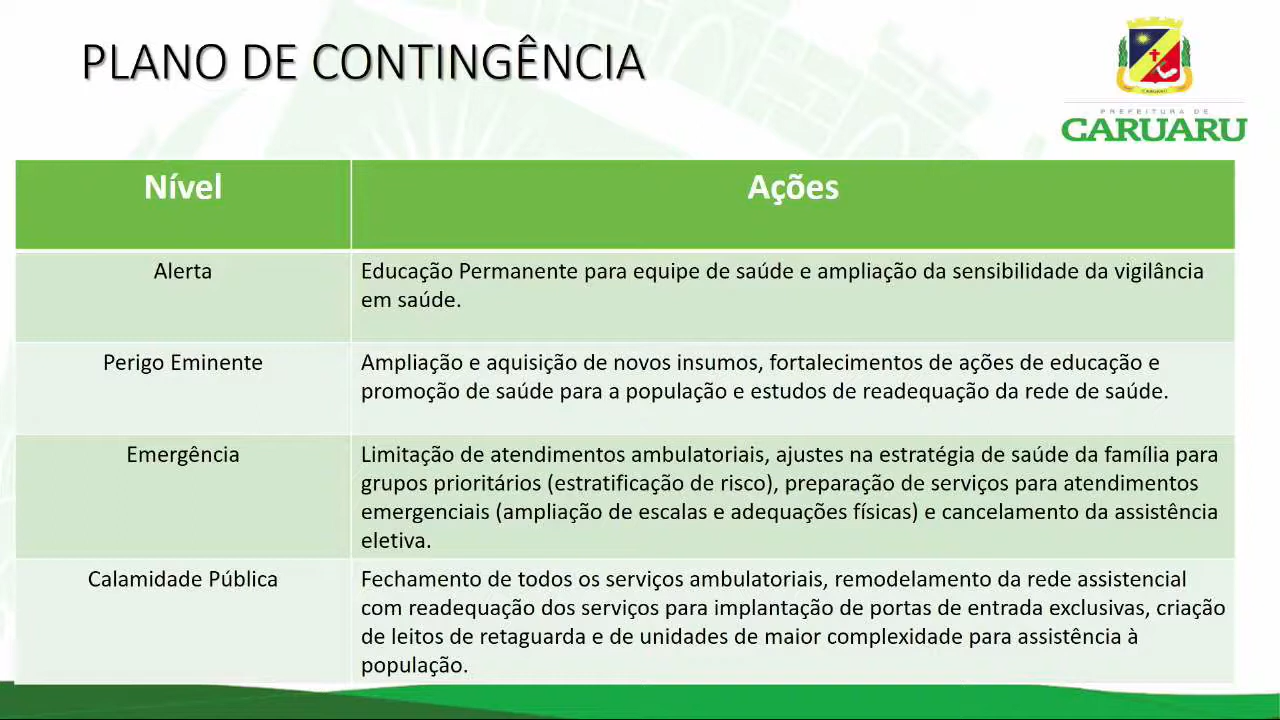 PLANO DE CONTINGÊNCIA
CARUARU
PREFEITURA DE
CARUARU
Nível
Ações
Alerta
Educação Permanente para equipe de saúde e ampliação da sensibilidade da vigilância
em saúde.
Perigo Eminente
Ampliação e aquisição de novos insumos, fortalecimentos de ações de educação e
promoção de saúde para a população e estudos de readequação da rede de saúde.
Emergência
Limitação de atendimentos ambulatoriais, ajustes na estratégia de saúde da família para
grupos prioritários (estratificação de risco), preparação de serviços para atendimentos
emergenciais (ampliação de escalas e adequações físicas) e cancelamento da assistência
eletiva.
Calamidade Pública
Fechamento de todos os serviços ambulatoriais, remodelamento da rede assistencial
com readequação dos serviços para implantação de portas de entrada exclusivas, criação
de leitos de retaguarda e de unidades de maior complexidade para assistência à
população.